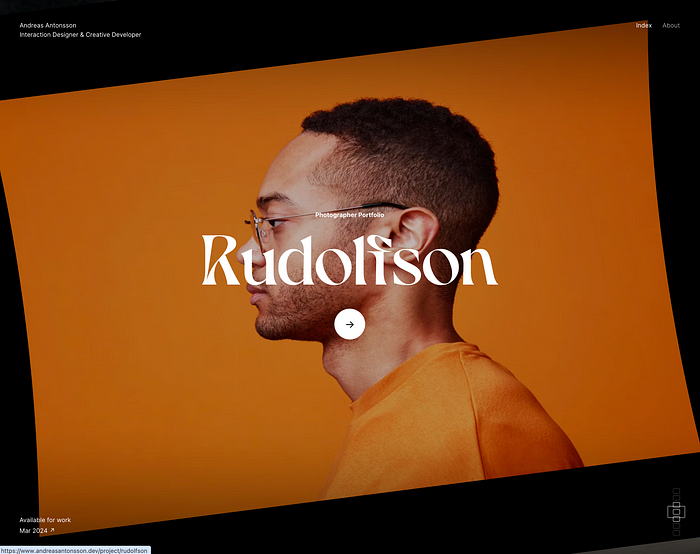 Andreas Antonsson
Interaction Designer & Creative Developer
Index
About
Photographer Portfolio
Rudolfson
Available for work
Mar 2024 ↗
https://www.andreasantonsson.dev/project/rudolfson